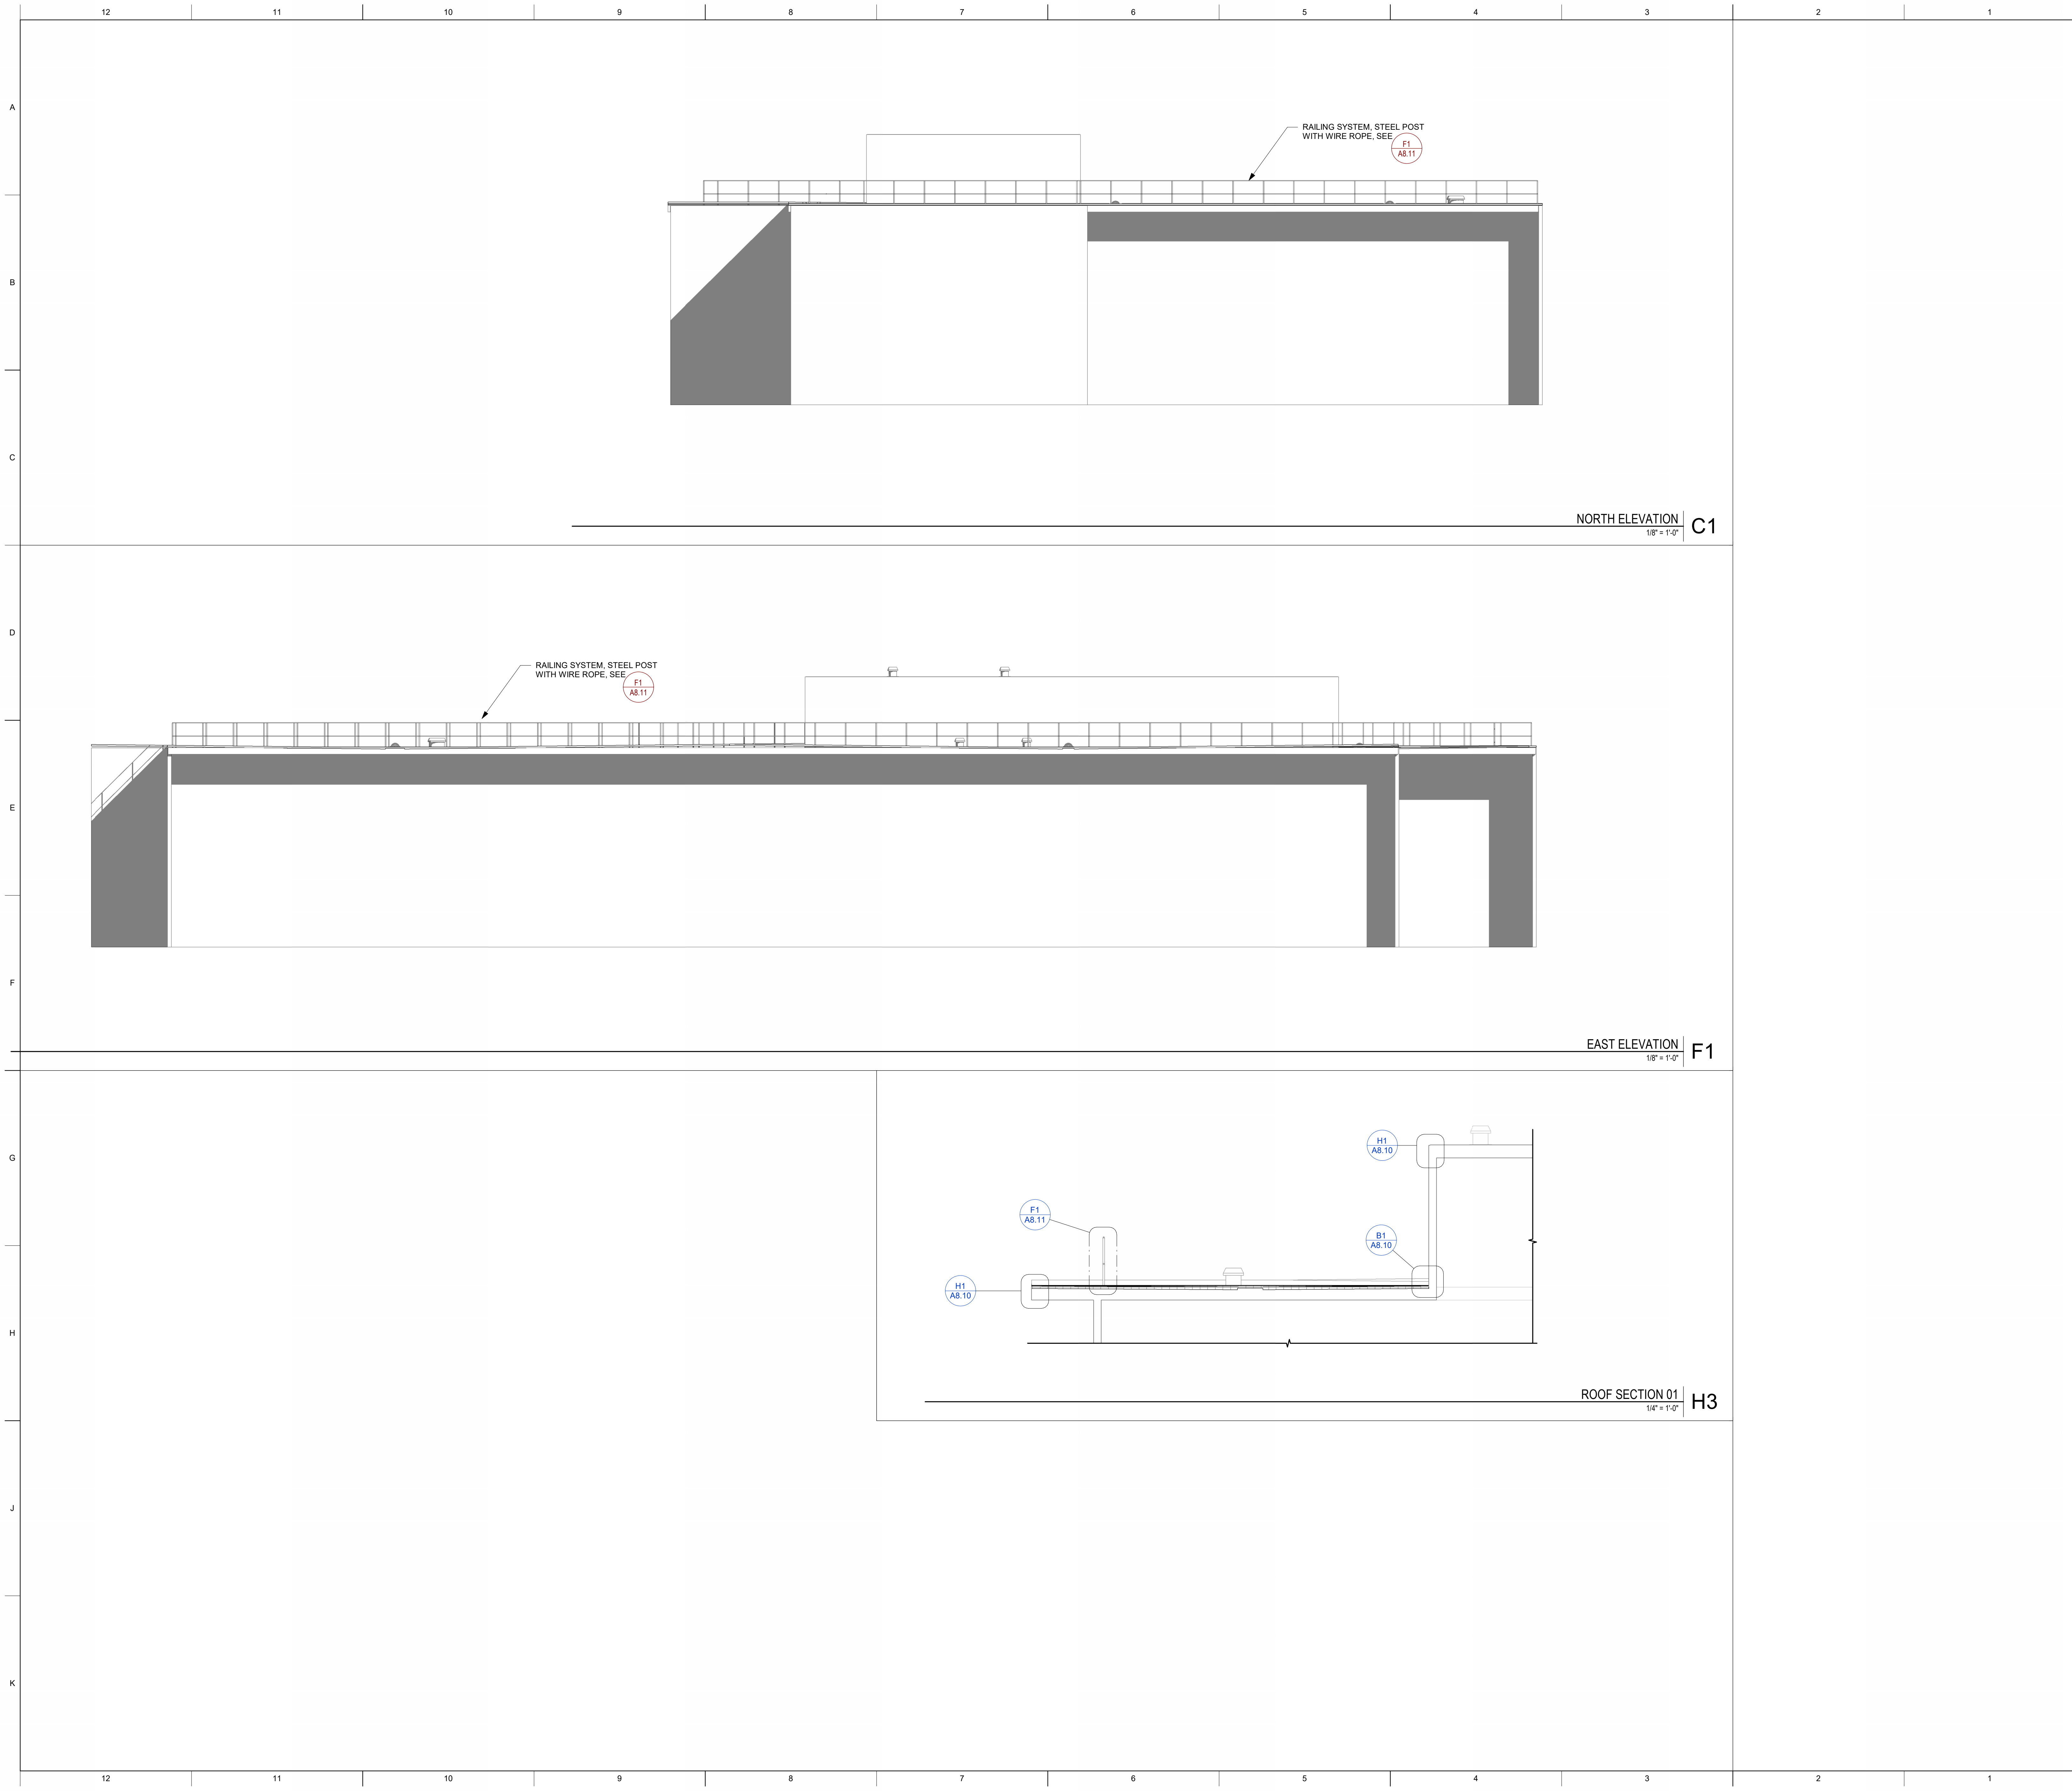 12 11 10 9 8 7 6 5 4 3 2 1
A
RAILING SYSTEM, STEEL POST
WITH WIRE ROPE, SEE
F1
A8.11
B
C
NORTH ELEVATION
1/8" = 1'-0"
C1
D
RAILING SYSTEM, STEEL POST
WITH WIRE ROPE, SEE
F1
A8.11
E
F
EAST ELEVATION
1/8" = 1'-0"
F1
G
H1
A8.10
F1
A8.11
B1
A8.10
H1
A8.10
H
ROOF SECTION 01
1/4" = 1'-0"
H3
J
K
12 11 10 9 8 7 6 5 4 3 2 1